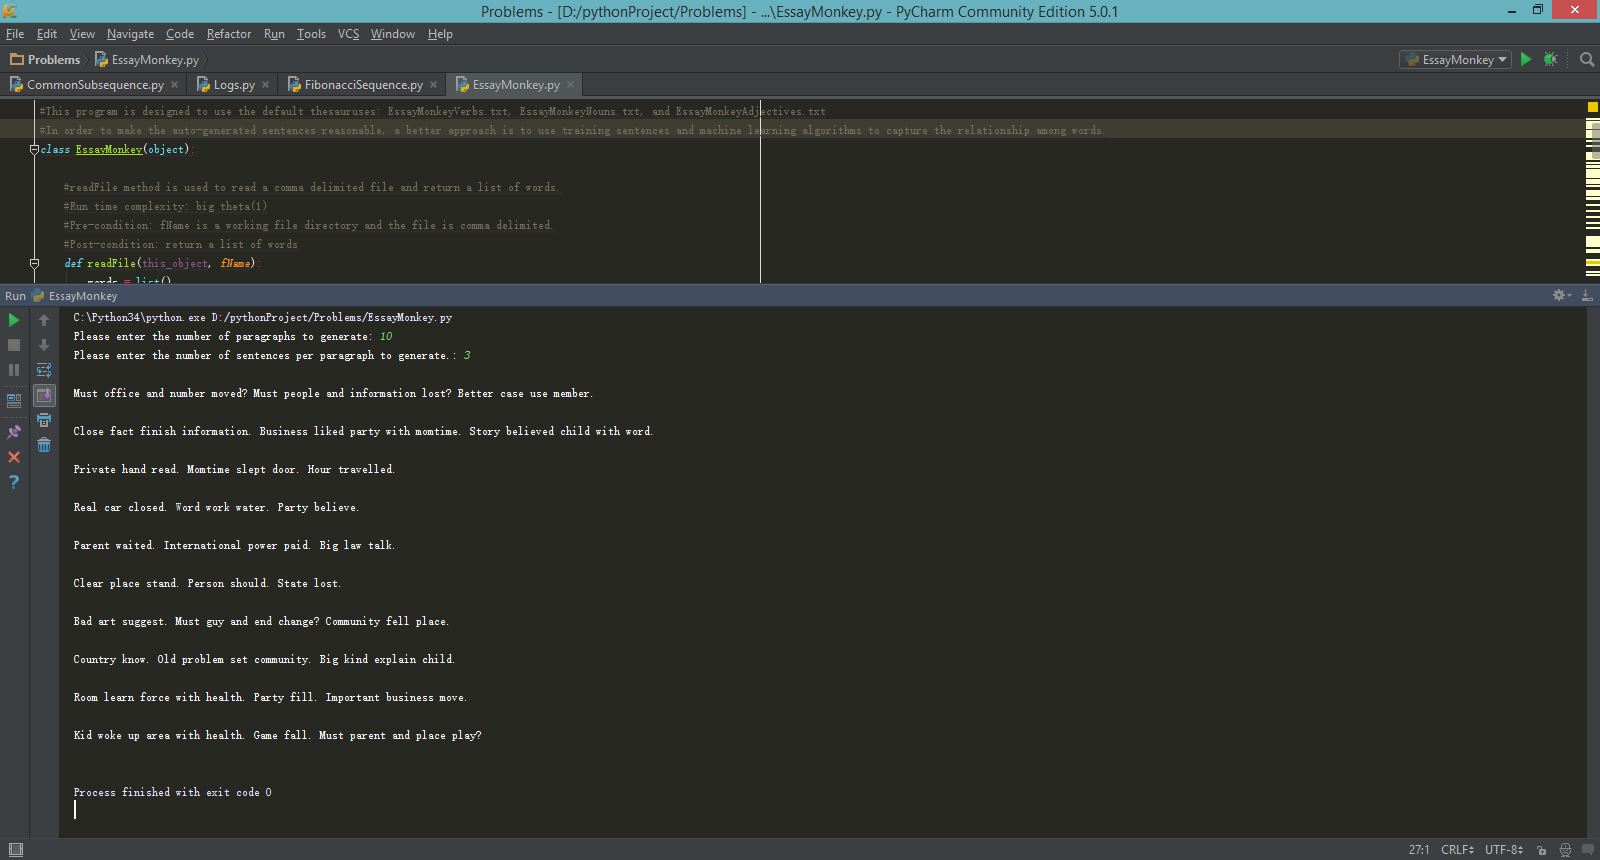 Problems - [D:/pythonProject/Problems] - ...\EssayMonkey.py - PyCharm Community Edition 5.0.1
File Edit View Navigate Code Refactor Run Tools VCS Window Help
Problems EssayMonkey.py EssayMonkey
CommonSubsequence.py Logs.py FibonacciSequence.py EssayMonkey.py
#This program is designed to use the default thesauruses: EssayMonkeyVerbs.txt, EssayMonkeyNouns.txt, and EssayMonkeyAdjectives.txt
#In order to make the auto-generated sentences reasonable, a better approach is to use training sentences and machine learning algorithms to capture the relationship among words.
class EssayMonkey(object):
#readFile method is used to read a comma delimited file and return a list of words.
#Run time complexity: big theta(1)
#Pre-condition: fName is a working file directory and the file is comma delimited.
#Post-condition: return a list of words
def readFile(this_object, fName):
words = list()
Run EssayMonkey
C:\Python34\python.exe D:/pythonProject/Problems/EssayMonkey.py
Please enter the number of paragraphs to generate: 10
Please enter the number of sentences per paragraph to generate.: 3
Must office and number moved? Must people and information lost? Better case use member.
Close fact finish information. Business liked party with momtime. Story believed child with word.
Private hand read. Momtime slept door. Hour travelled.
Real car closed. Word work water. Party believe.
Parent waited. International power paid. Big law talk.
Clear place stand. Person should. State lost.
Bad art suggest. Must guy and end change? Community fell place.
Country know. Old problem set community. Big kind explain child.
Room learn force with health. Party fill. Important business move.
Kid woke up area with health. Game fall. Must parent and place play?
Process finished with exit code 0
27:1 CRLF UTF-8